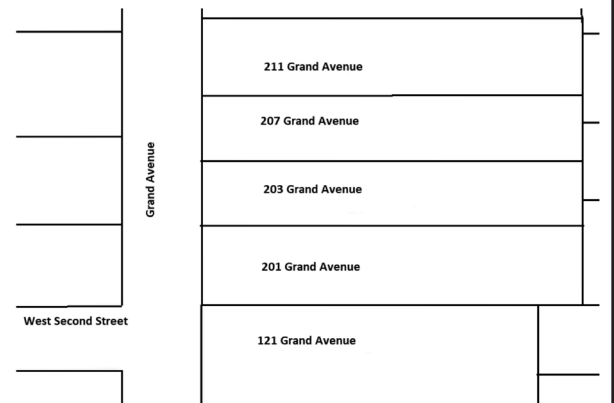 211 Grand Avenue
207 Grand Avenue
Grand Avenue
203 Grand Avenue
201 Grand Avenue
West Second Street
121 Grand Avenue